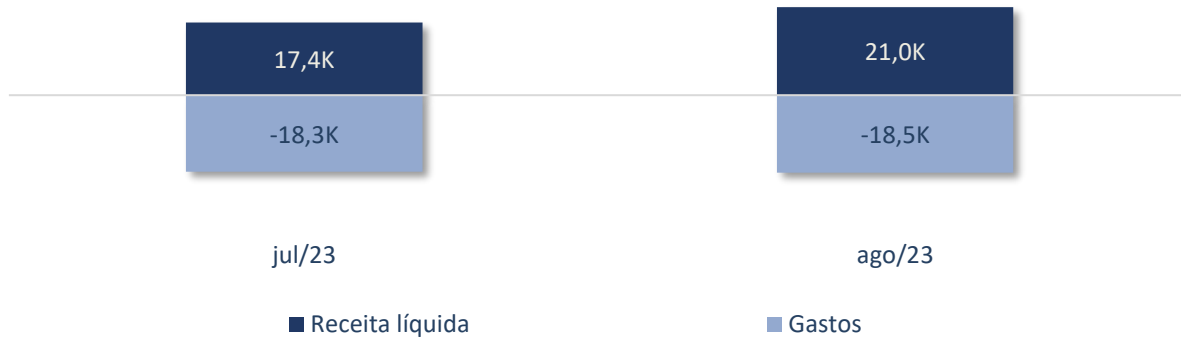 17,4K
21,0K
-18,3K
-18,5K
jul/23
ago/23
Receita líquida
Gastos